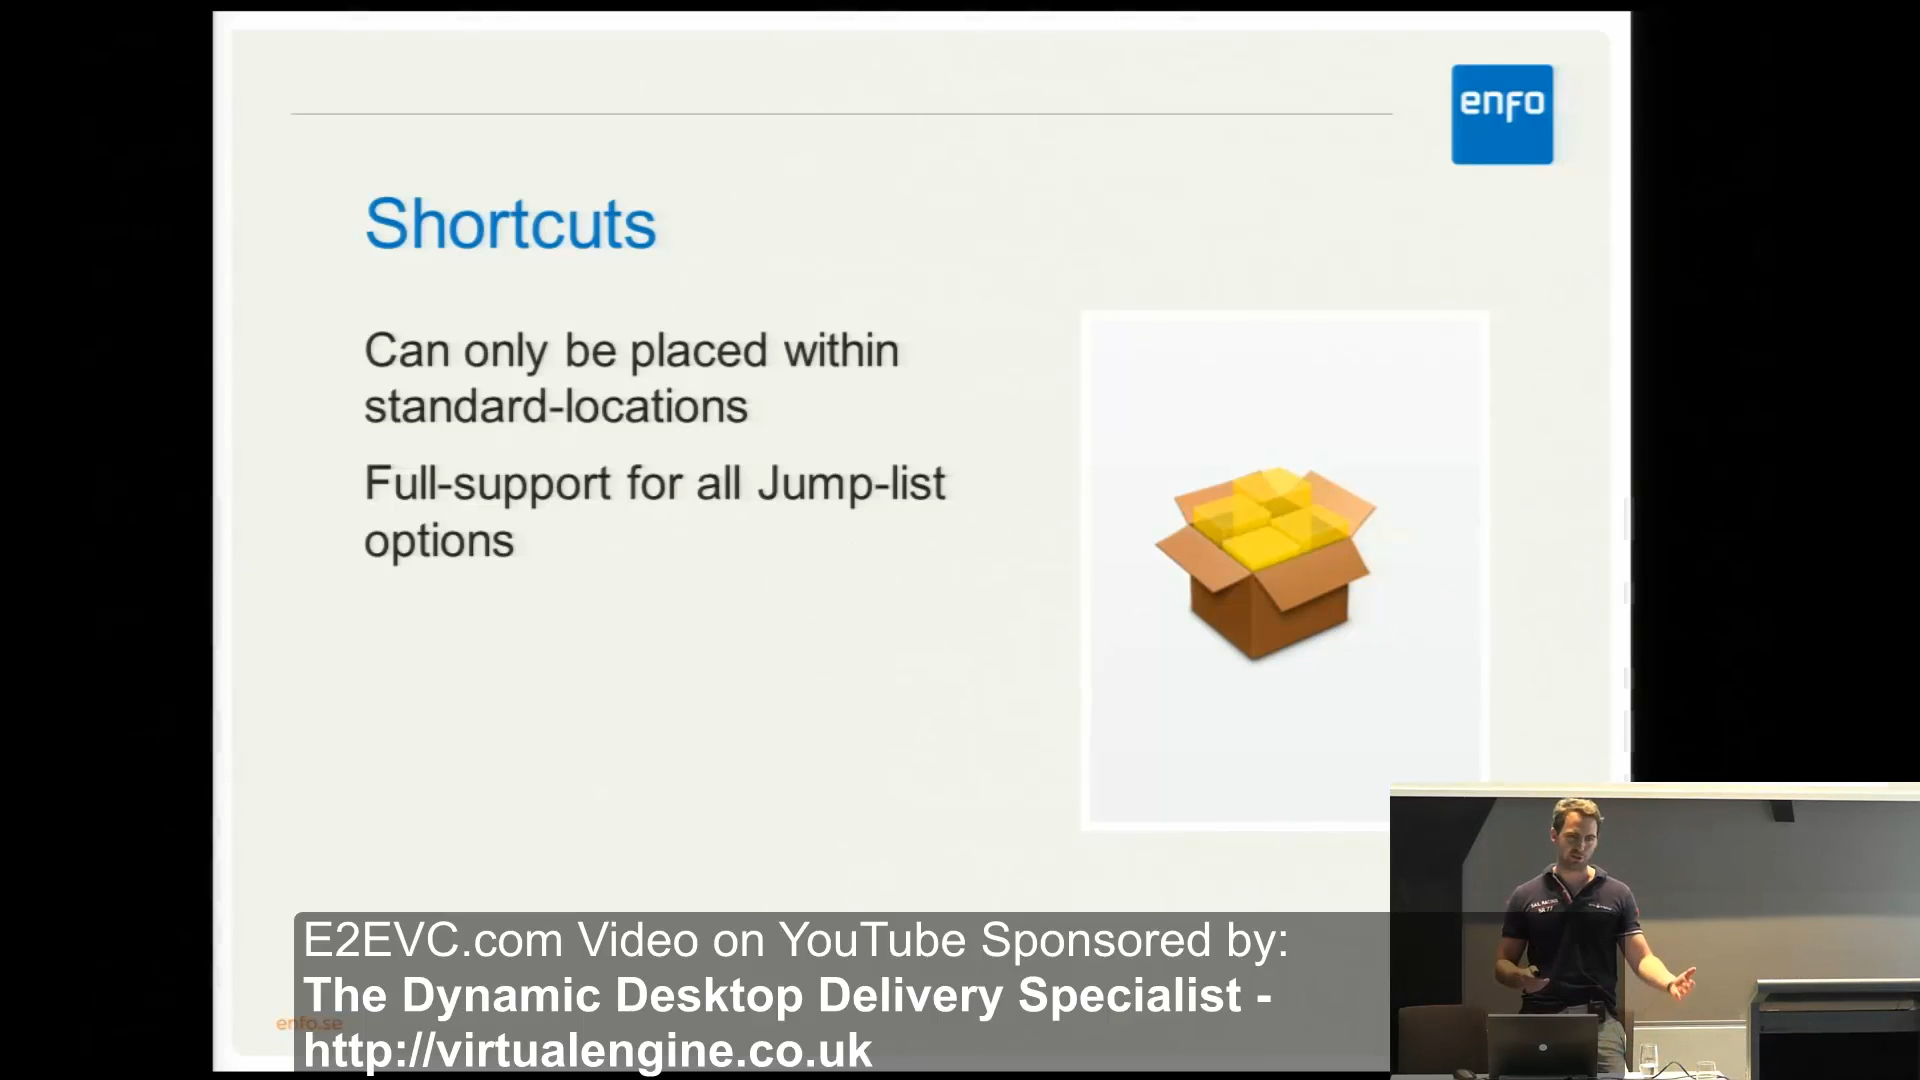 enfo
Shortcuts
Can only be placed within
standard-locations
Full-support for all Jump-list
options
E2EVC.com Video on YouTube Sponsored by:
The Dynamic Desktop Delivery Specialist -
enfo.se
http://virtualengine.co.uk